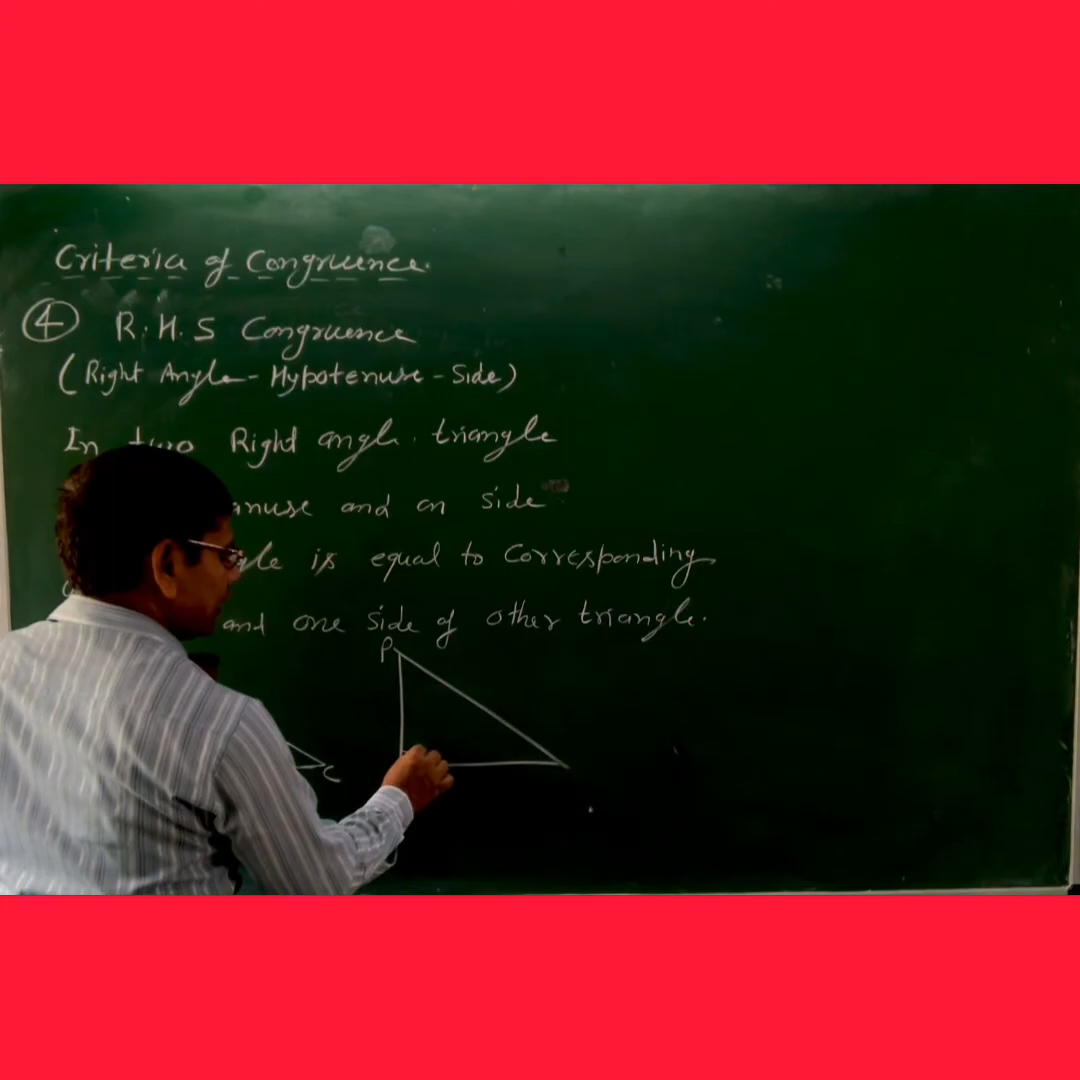 Criteria of Congruence.
④ R.H.S Congruence
(Right Angle - Hypotenuse - Side)
In two Right angle triangle
and on side
is equal to Corresponding
and one side of other triangle.
P
C